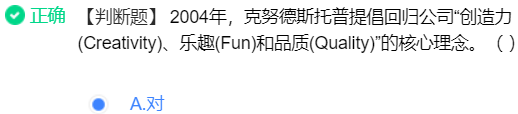 正确 【判断题】 2004年，克努德斯托普提倡回归公司“创造力
(Creativity)、乐趣(Fun)和品质(Quality)”的核心理念。（ ）
A.对